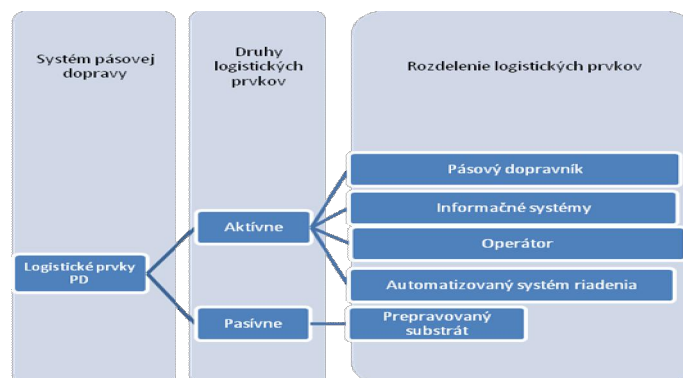 Systém pásovej
dopravy
Druhy
logistických
prvkov
Rozdelenie logistických prvkov
Pásový dopravník
Informačné systémy
Aktívne
Operátor
Logistické prvky
PD
Automatizovaný systém riadenia
Pasívne
Prepravovaný
substrát